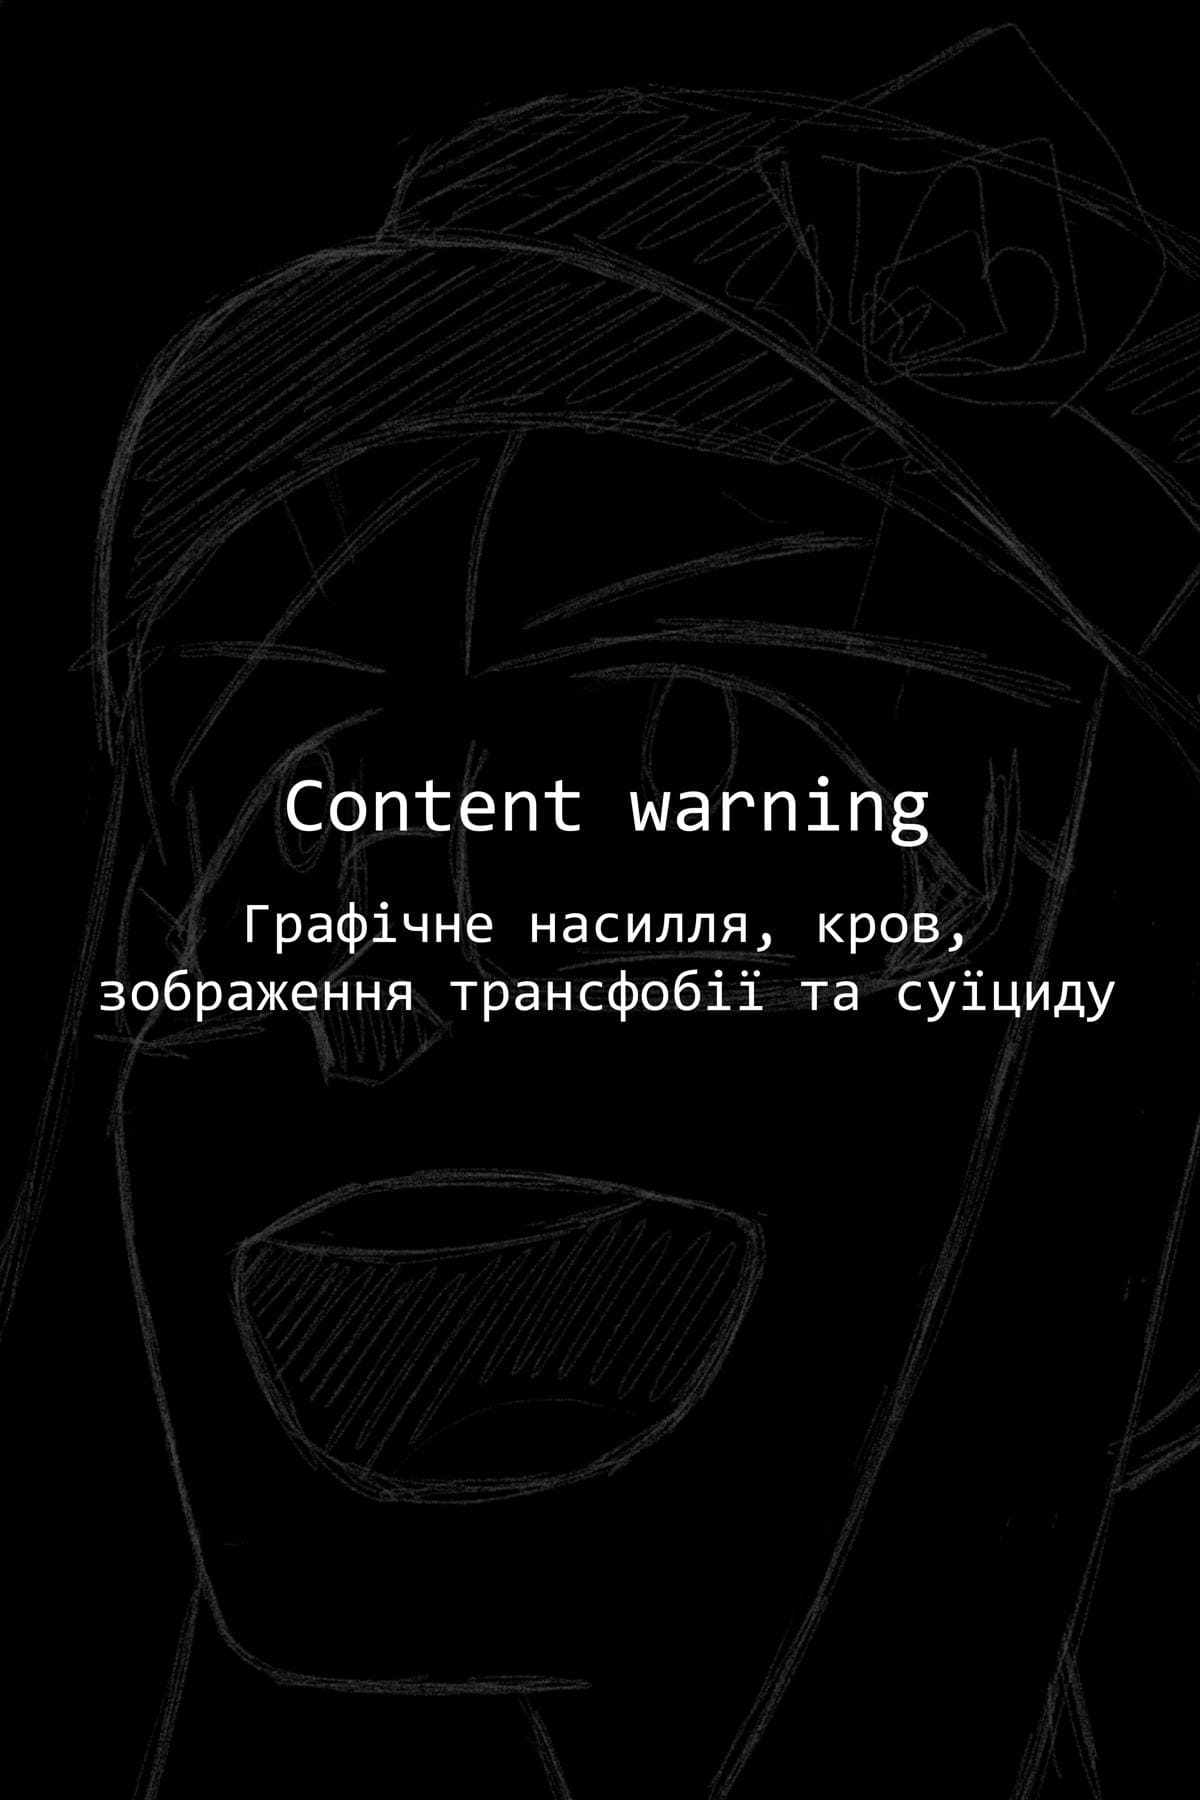 Content warning
Графічне насилля, кров,
зображення трансфобії та суїциду